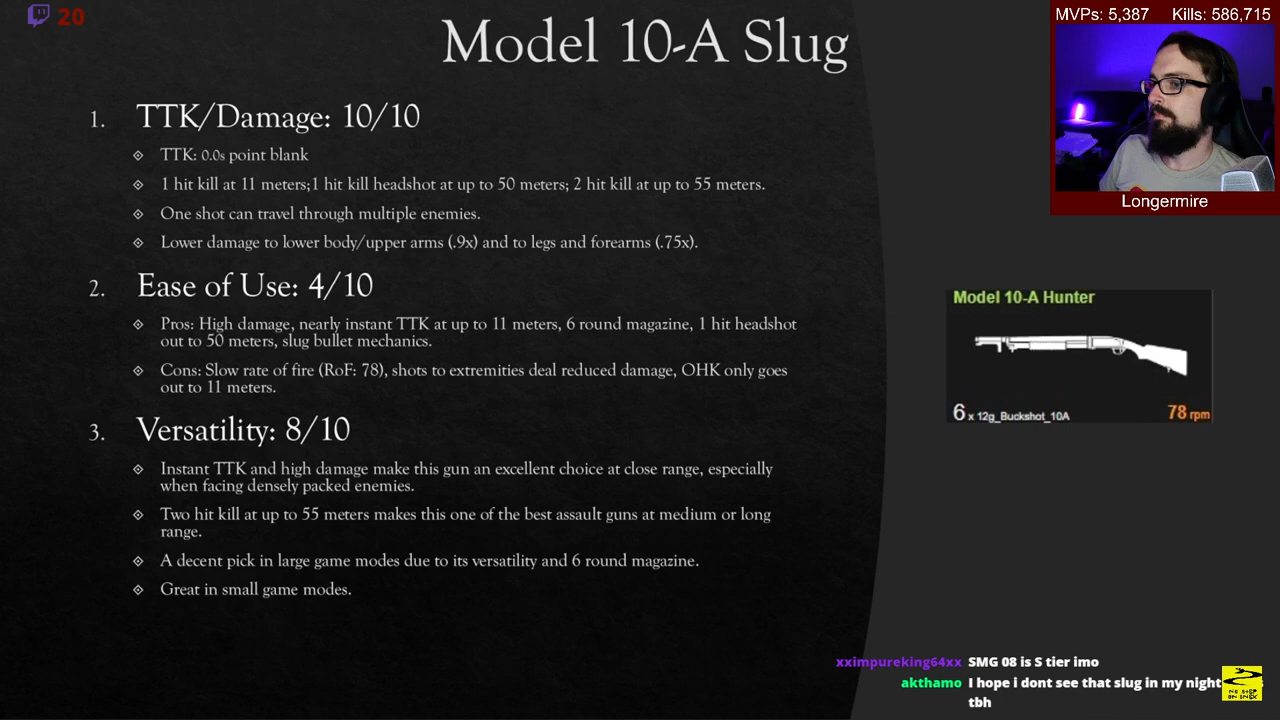 20
Model 10-A Slug
MVPs: 5,387 Kills: 586,715
Longermire
1. TTK/Damage: 10/10
TTK: 0.0s point blank
1 hit kill at 11 meters;1 hit kill headshot at up to 50 meters; 2 hit kill at up to 55 meters.
One shot can travel through multiple enemies.
Lower damage to lower body/upper arms (.9x) and to legs and forearms (.75x).
2. Ease of Use: 4/10
Pros: High damage, nearly instant TTK at up to 11 meters, 6 round magazine, 1 hit headshot
out to 50 meters, slug bullet mechanics.
Cons: Slow rate of fire (RoF: 78), shots to extremities deal reduced damage, OHK only goes
out to 11 meters.
3. Versatility: 8/10
Instant TTK and high damage make this gun an excellent choice at close range, especially
when facing densely packed enemies.
Two hit kill at up to 55 meters makes this one of the best assault guns at medium or long
range.
A decent pick in large game modes due to its versatility and 6 round magazine.
Great in small game modes.
Model 10-A Hunter
6 x 12g_Buckshot_10A 78 rpm
xximpureking64xx SMG 08 is S tier imo
akthamo I hope i dont see that slug in my night
tbh
NO STEP
ON SNEK